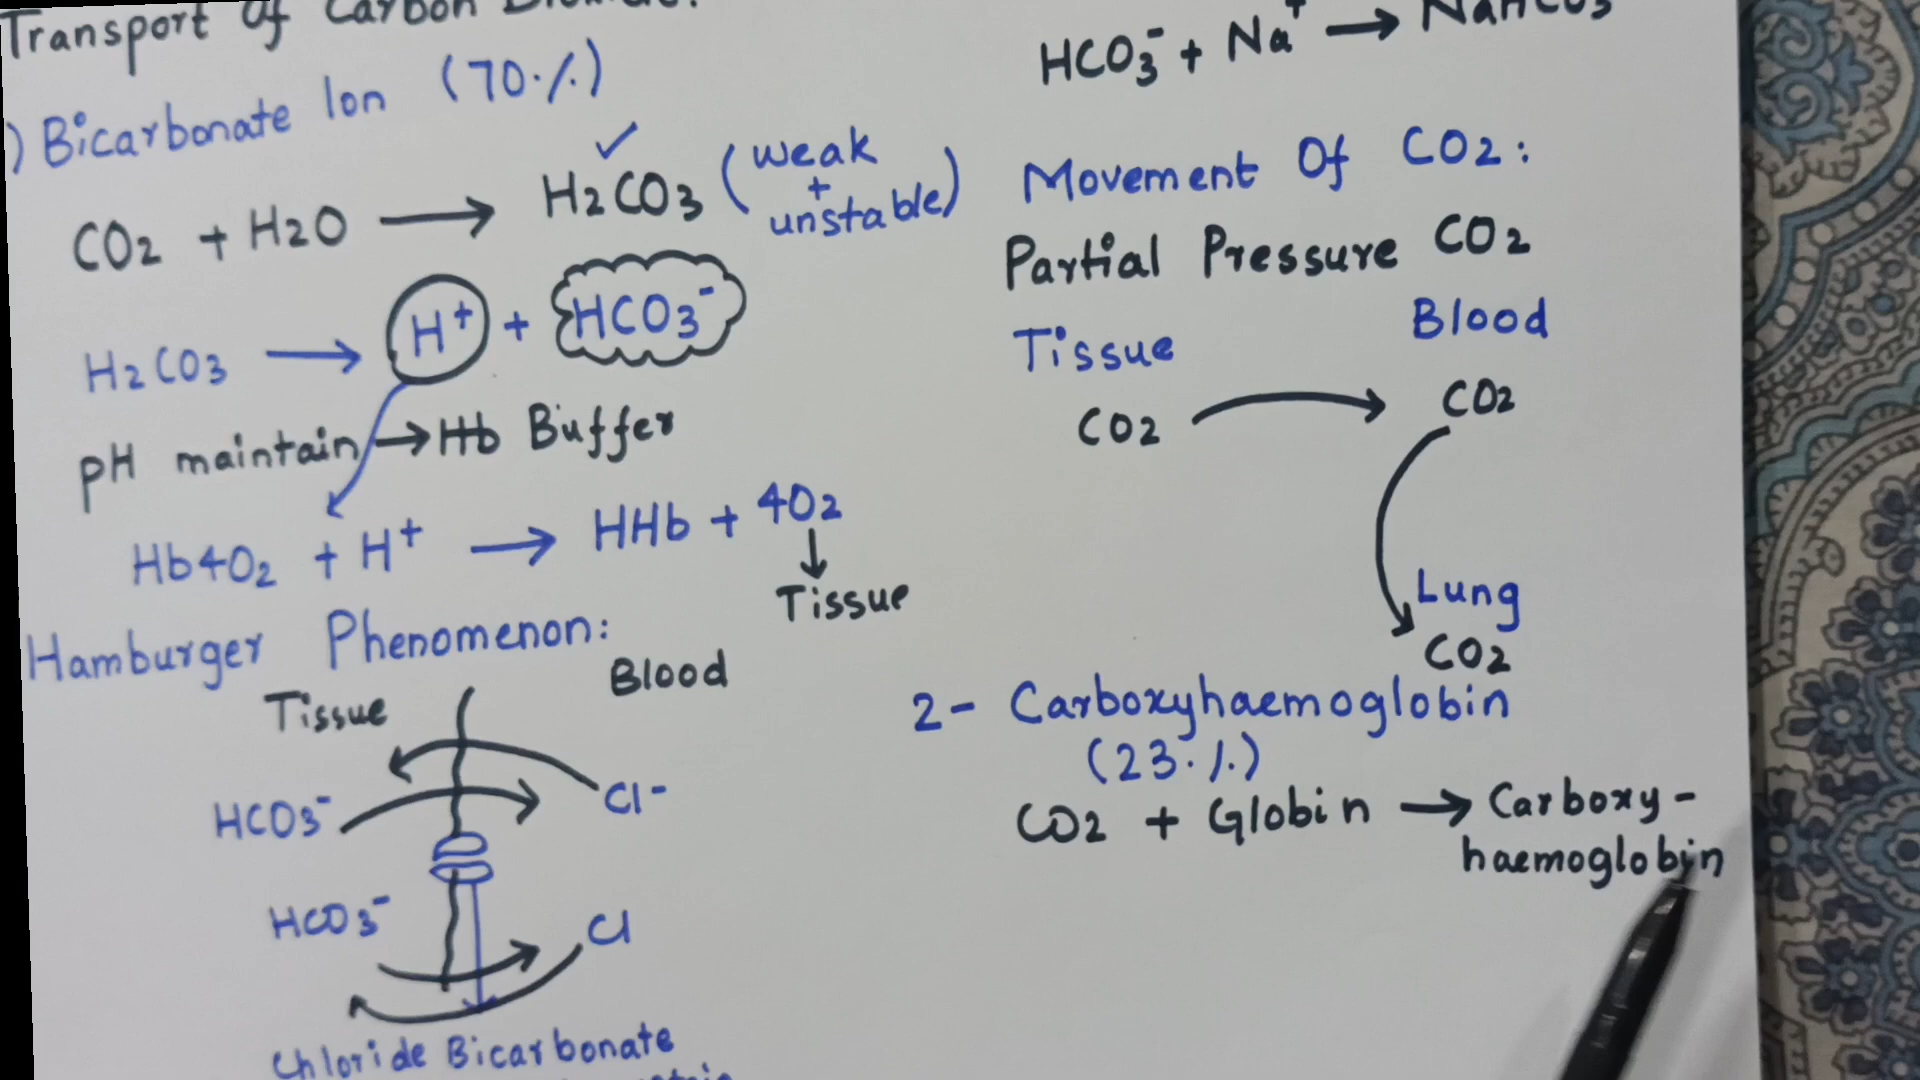 Transport Of Carbon
) Bicarbonate Ion (70%)
CO2 + H2O → H2CO3 (weak + unstable)
H2CO3 → H+ + HCO3-
pH maintain → Hb Buffer
Hb4O2 + H+ → HHb + 4O2
Tissue
Hamburger Phenomenon:
Tissue Blood
HCO3- Cl-
HCO3- Cl
Chloride Bicarbonate
HCO3- + Na+ → NaHCO3
Movement Of CO2:
Partial Pressure CO2
Tissue Blood
CO2 → CO2
Lung
CO2
2- Carboxyhaemoglobin
(23%)
CO2 + Globin → Carboxy-
haemoglobin